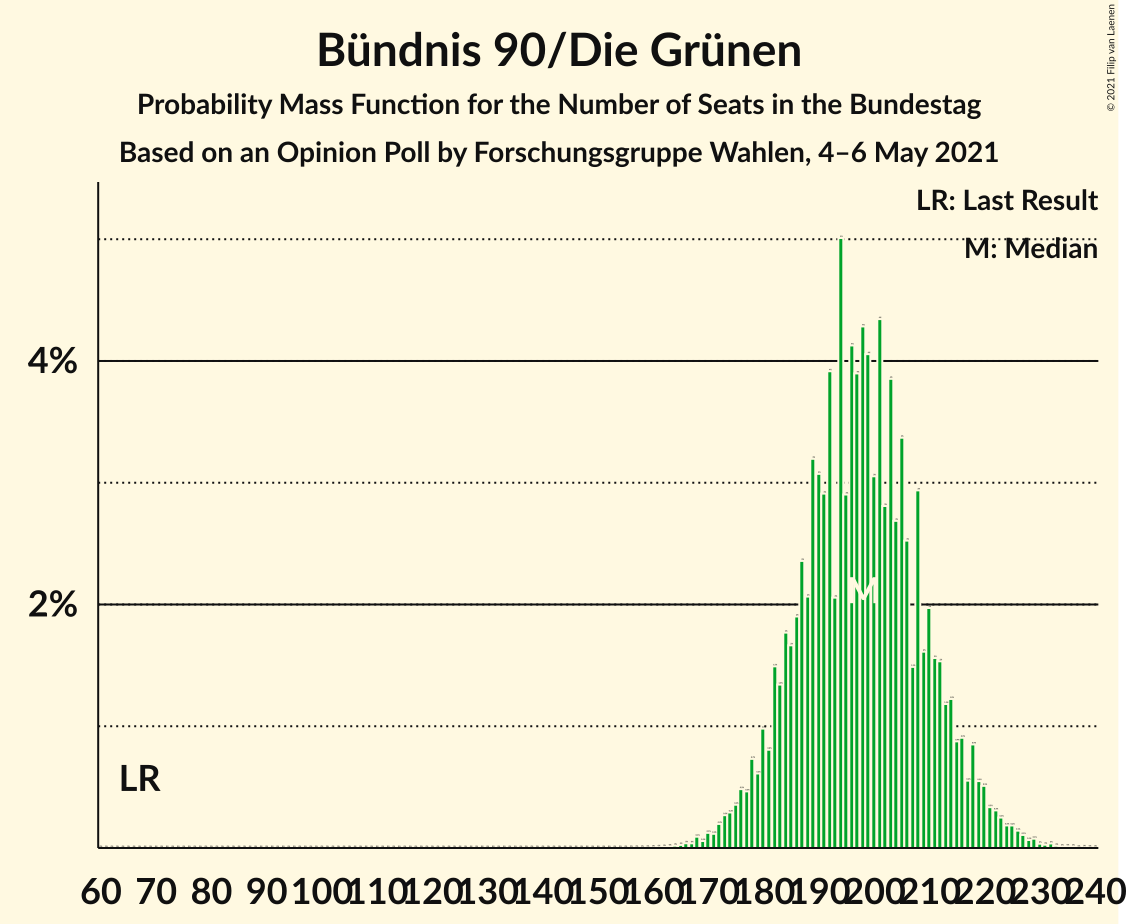 Bündnis 90/Die Grünen
Probability Mass Function for the Number of Seats in the Bundestag
Based on an Opinion Poll by Forschungsgruppe Wahlen, 4–6 May 2021
© 2021 Filip van Laenen
LR: Last Result
M: Median
4%
2%
M
LR
60 70 80 90 100 110 120 130 140 150 160 170 180 190 200 210 220 230 240